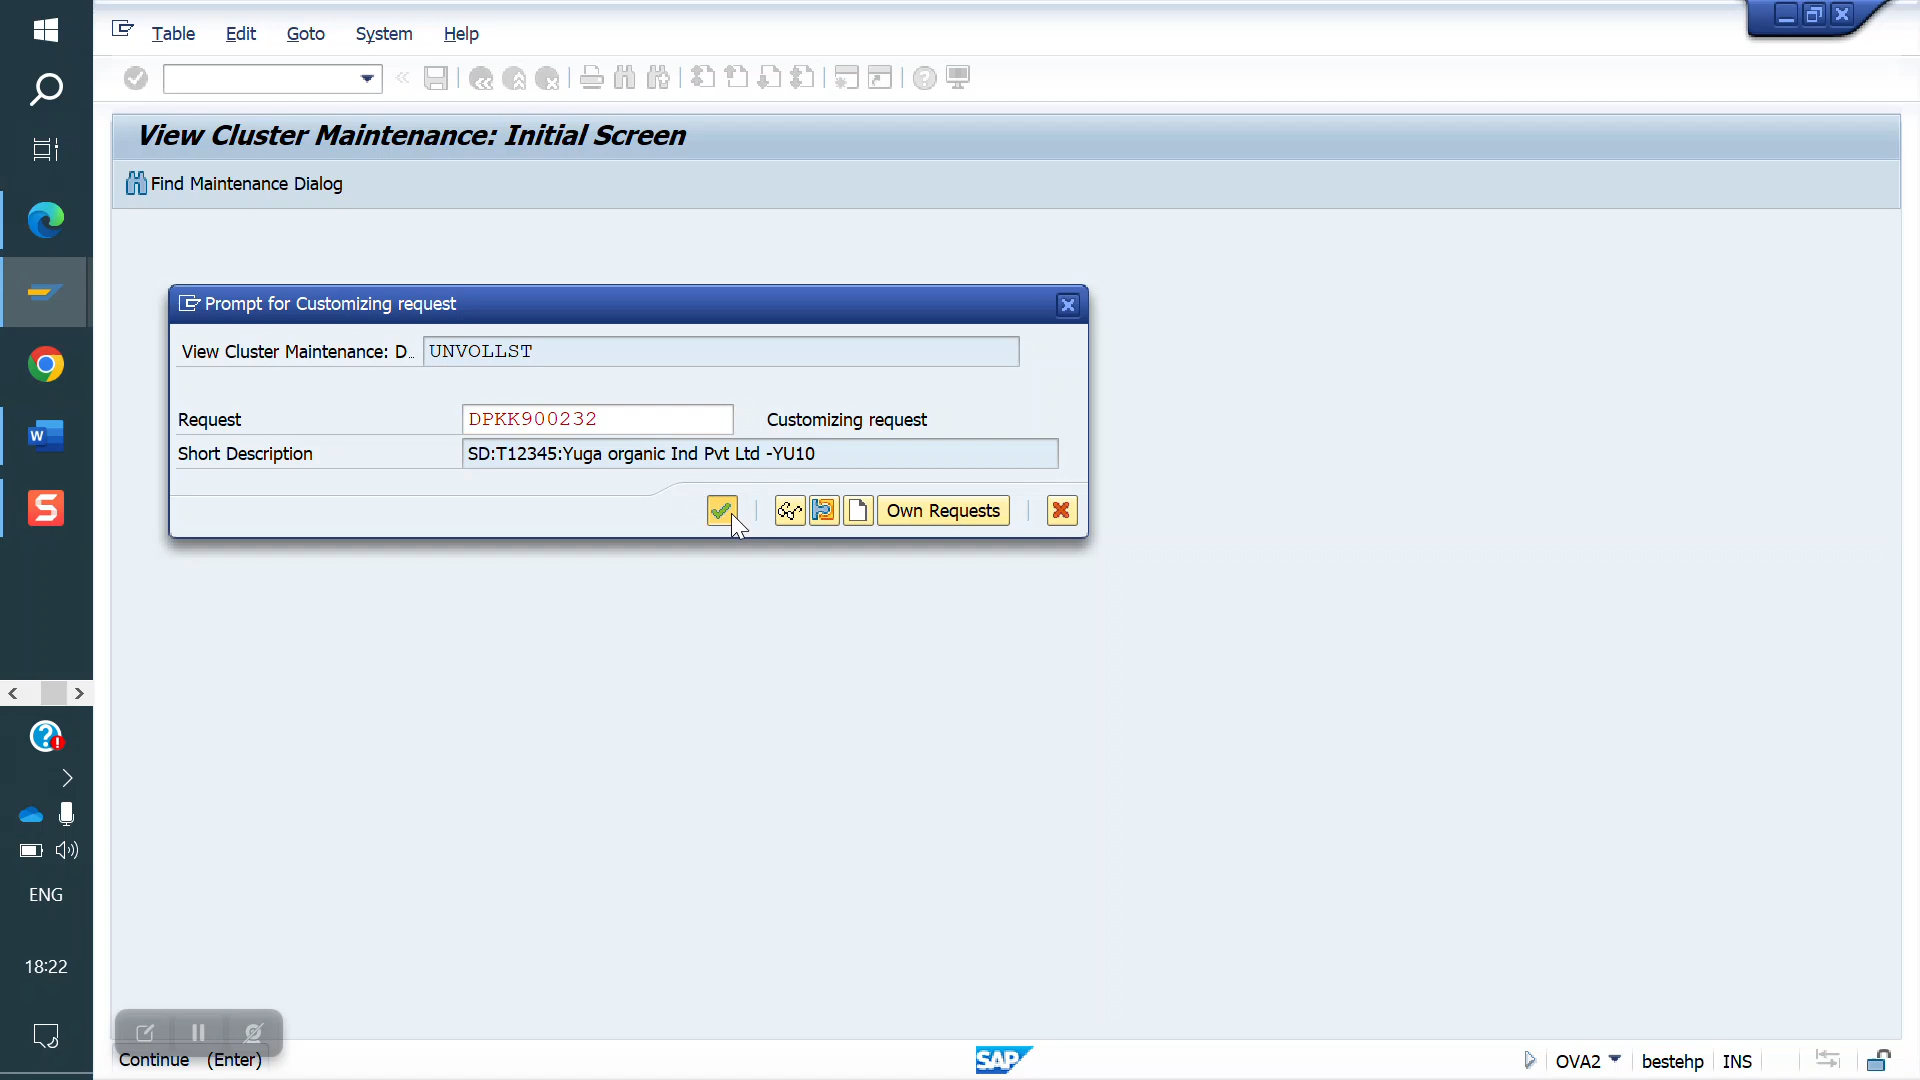 Table Edit Goto System Help
View Cluster Maintenance: Initial Screen
Find Maintenance Dialog
Prompt for Customizing request
View Cluster Maintenance: D.. UNVOLLST
Request DPKK900232 Customizing request
Short Description SD:T12345:Yuga organic Ind Pvt Ltd -YU10
Own Requests
ENG
18:22
Continue (Enter)
SAP
OVA2 bestehp INS